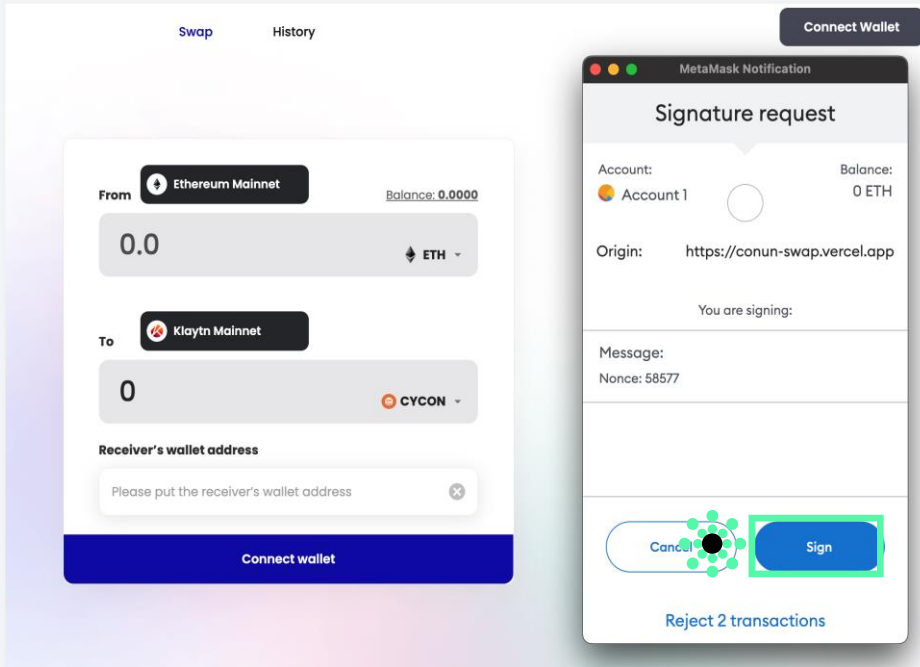 Swap History
Connect Wallet
From
Ethereum Mainnet
Balance: 0.0000
0.0
ETH
To
Klaytn Mainnet
0
CYCON
Receiver's wallet address
Please put the receiver's wallet address
Connect wallet
MetaMask Notification
Signature request
Account:
Balance:
Account 1
0 ETH
Origin: https://conun-swap.vercel.app
You are signing:
Message:
Nonce: 58577
Cancel
Sign
Reject 2 transactions